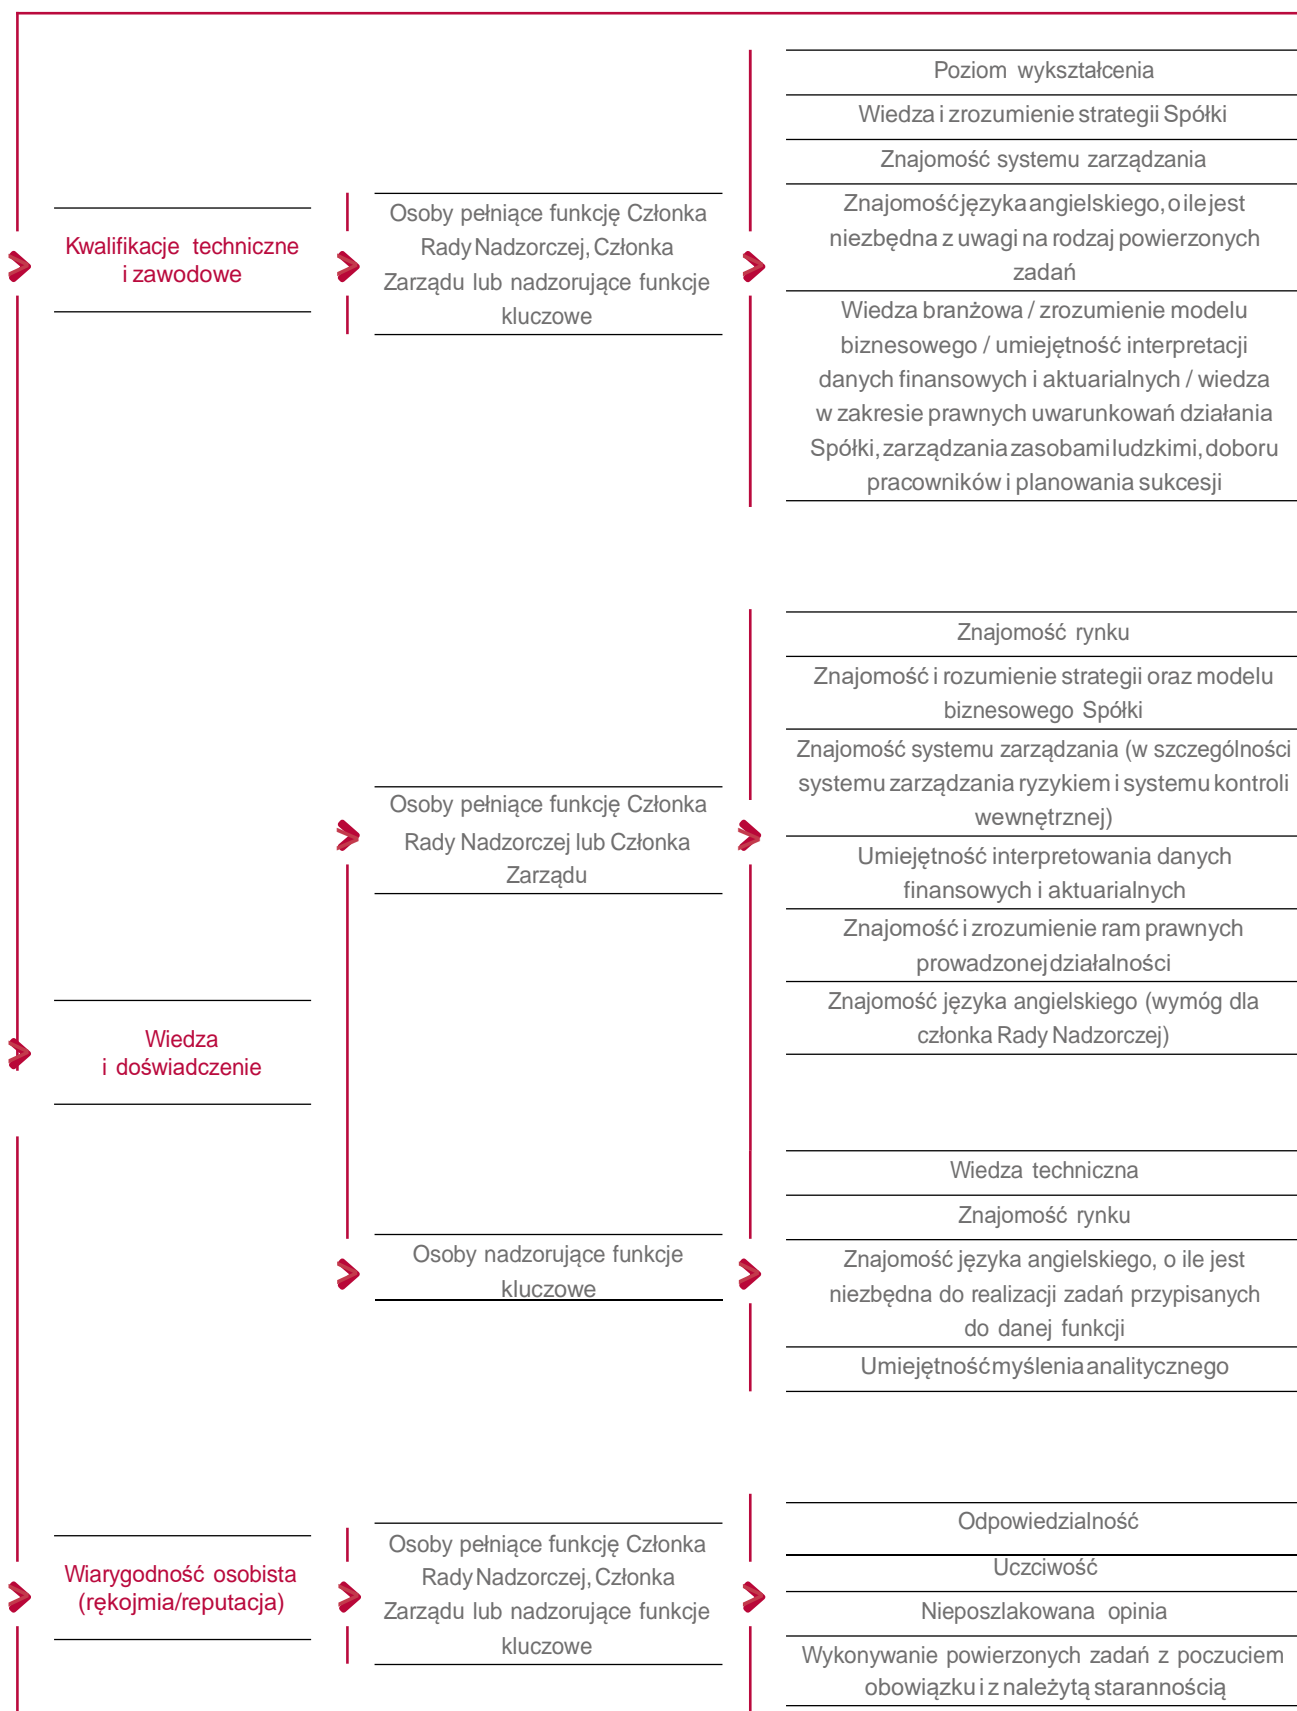 Kwalifikacje techniczne
i zawodowe
Osoby pełniące funkcję Członka
Rady Nadzorczej, Członka
Zarządu lub nadzorujące funkcje
kluczowe
Poziom wykształcenia
Wiedza i zrozumienie strategii Spółki
Znajomość systemu zarządzania
Znajomość języka angielskiego, o ile jest
niezbędna z uwagi na rodzaj powierzonych
zadań
Wiedza branżowa / zrozumienie modelu
biznesowego / umiejętność interpretacji
danych finansowych i aktuarialnych / wiedza
w zakresie prawnych uwarunkowań działania
Spółki, zarządzania zasobami ludzkimi, doboru
pracowników i planowania sukcesji
Wiedza
i doświadczenie
Osoby pełniące funkcję Członka
Rady Nadzorczej lub Członka
Zarządu
Znajomość rynku
Znajomość i rozumienie strategii oraz modelu
biznesowego Spółki
Znajomość systemu zarządzania (w szczególności
systemu zarządzania ryzykiem i systemu kontroli
wewnętrznej)
Umiejętność interpretowania danych
finansowych i aktuarialnych
Znajomość i zrozumienie ram prawnych
prowadzonej działalności
Znajomość języka angielskiego (wymóg dla
członka Rady Nadzorczej)
Osoby nadzorujące funkcje
kluczowe
Wiedza techniczna
Znajomość rynku
Znajomość języka angielskiego, o ile jest
niezbędna do realizacji zadań przypisanych
do danej funkcji
Umiejętność myślenia analitycznego
Wiarygodność osobista
(rękojmia/reputacja)
Osoby pełniące funkcję Członka
Rady Nadzorczej, Członka
Zarządu lub nadzorujące funkcje
kluczowe
Odpowiedzialność
Uczciwość
Nieposzlakowana opinia
Wykonywanie powierzonych zadań z poczuciem
obowiązku i z należytą starannością